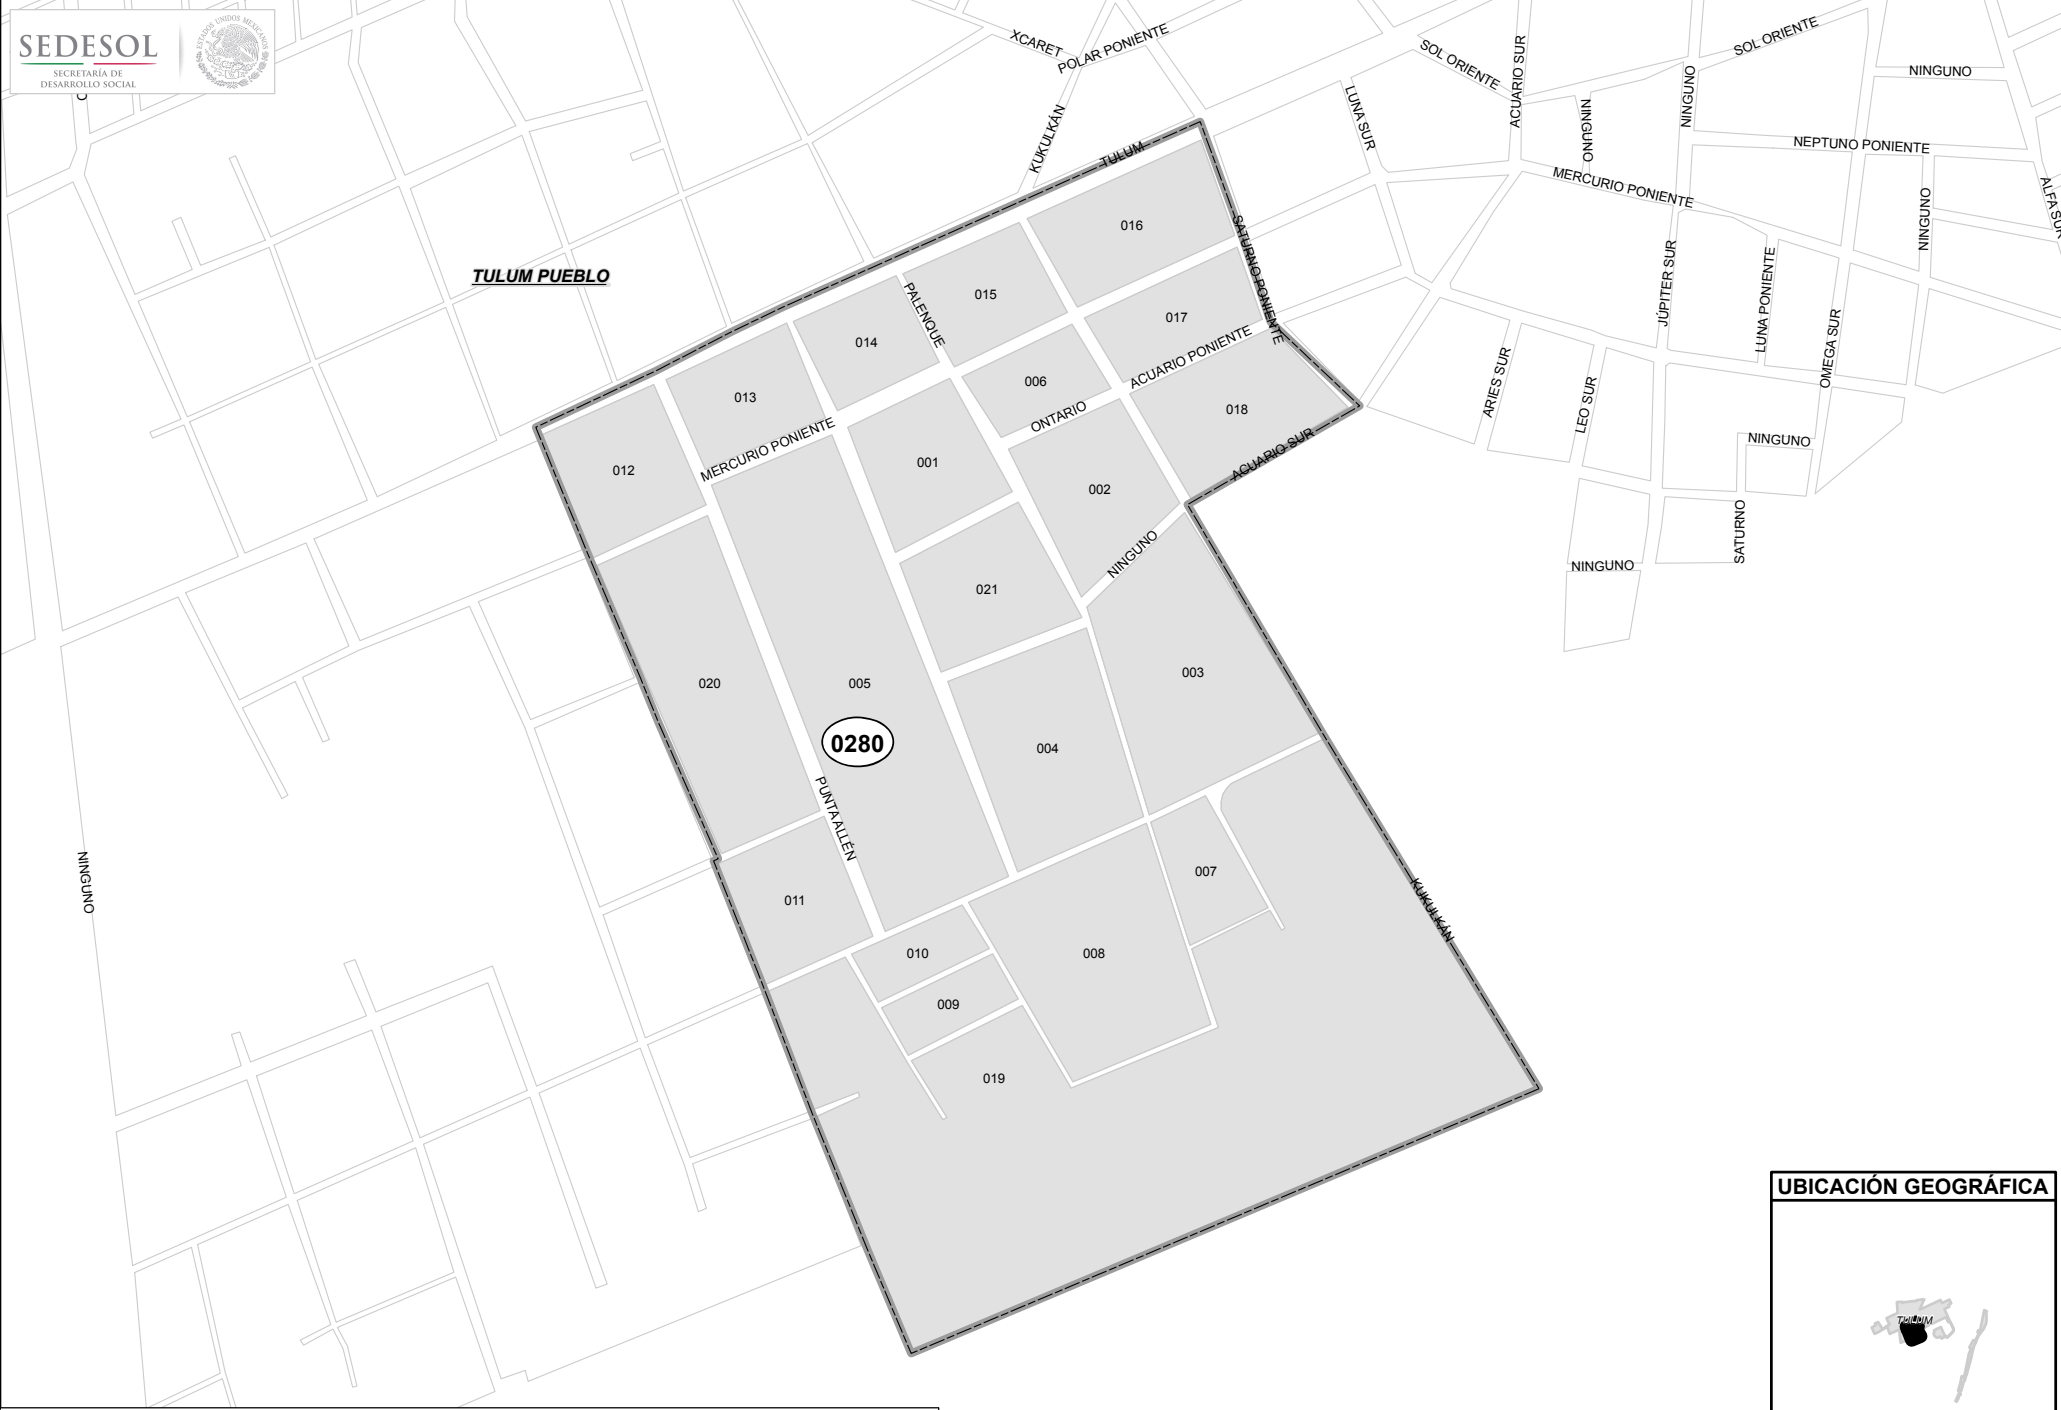 SEDESOL
SECRETARÍA DE
DESARROLLO SOCIAL
ESTADOS UNIDOS MEXICANOS
XCARET
POLAR PONIENTE
KUKULKÁN
TULUM
LUNA SUR
SOL ORIENTE
ACUARIO SUR
NINGUNO
NINGUNO
SOL ORIENTE
NINGUNO
NEPTUNO PONIENTE
MERCURIO PONIENTE
NINGUNO
ALFA SUR
JÚPITER SUR
LUNA PONIENTE
OMEGA SUR
ARIES SUR
LEO SUR
NINGUNO
SATURNO
NINGUNO
TULUM PUEBLO
SATURNO PONIENTE
016
015
PALENQUE
014
017
ACUARIO PONIENTE
006
013
ONTARIO
018
MERCURIO PONIENTE
012
001
ACUARIO SUR
002
NINGUNO
021
003
020
005
0280
004
PUNTA ALLÉN
NINGUNO
007
011
KUKULKÁN
010
008
009
019
UBICACIÓN GEOGRÁFICA
TULUM